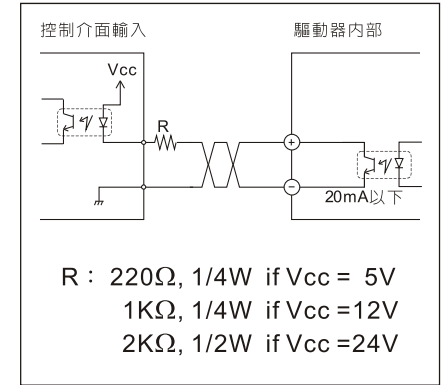 控制介面輸入
驅動器内部
Vcc
R
+
−
20mA以下
R： 220Ω, 1/4W if Vcc = 5V
1KΩ, 1/4W if Vcc =12V
2KΩ, 1/2W if Vcc =24V